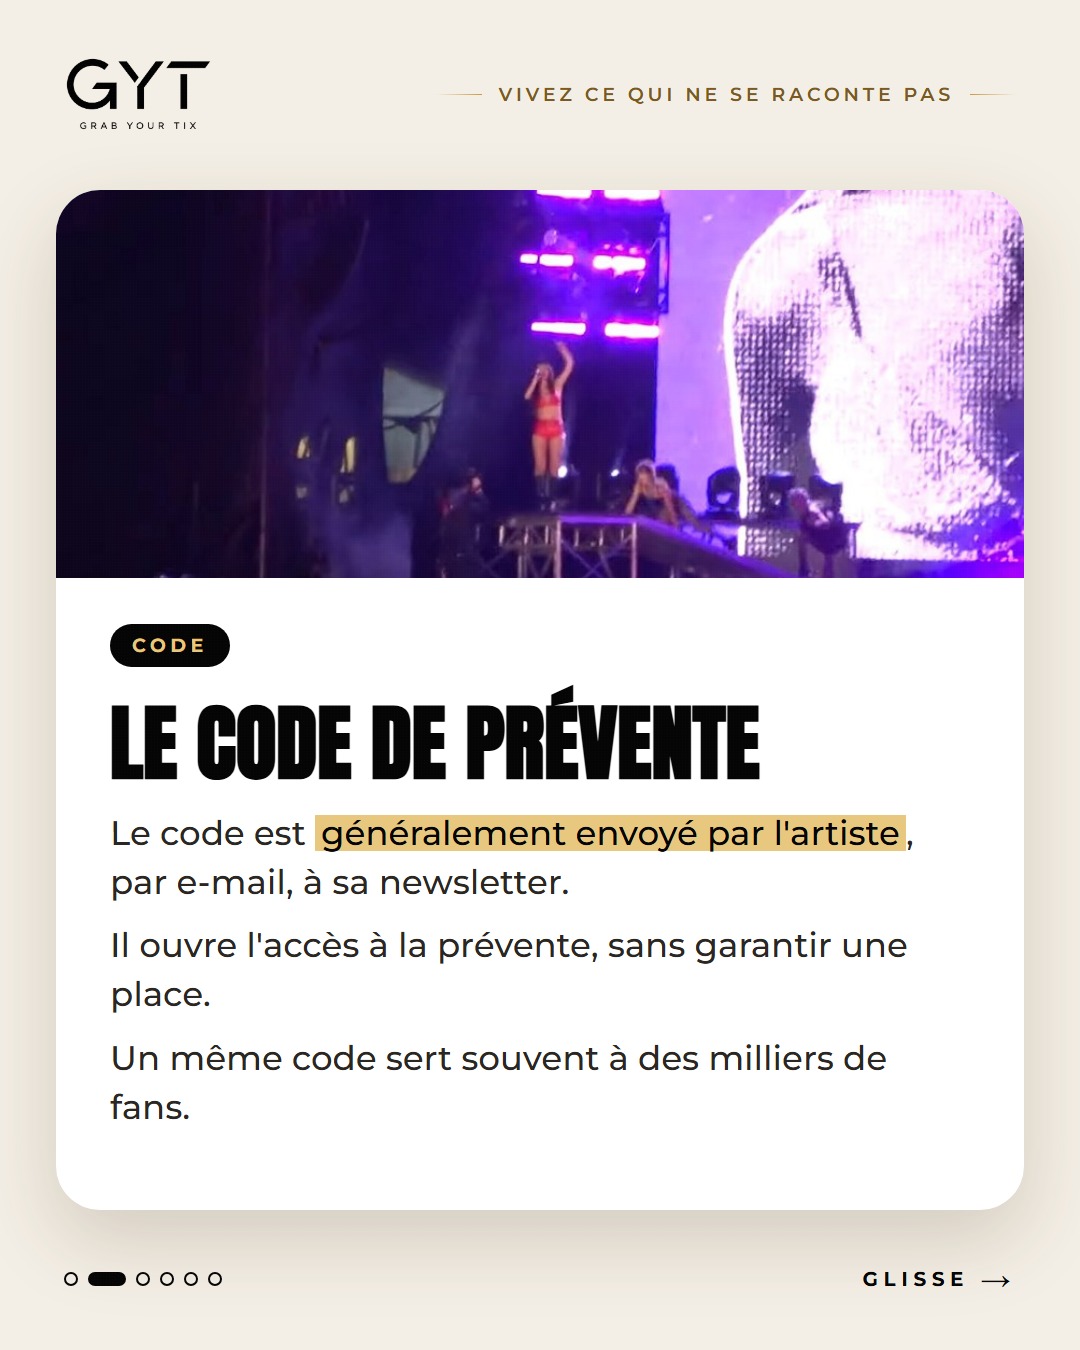 GYT
GRAB YOUR TIX
VIVEZ CE QUI NE SE RACONTE PAS
CODE
LE CODE DE PRÉVENTE
Le code est généralement envoyé par l'artiste,
par e-mail, à sa newsletter.
Il ouvre l'accès à la prévente, sans garantir une
place.
Un même code sert souvent à des milliers de
fans.
GLISSE →